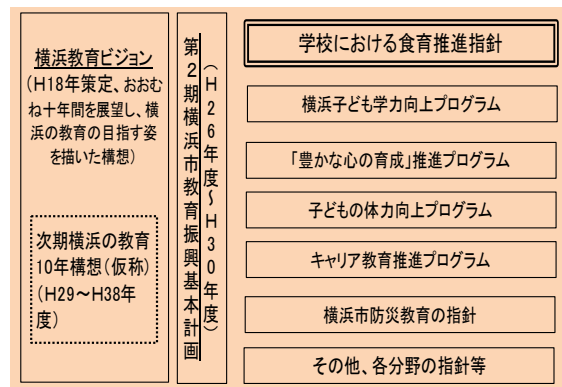 横浜教育ビジョン
(H18年策定、おおむ
ね十年間を展望し、横
浜の教育の目指す姿
を描いた構想)
次期横浜の教育
10年構想(仮称)
(H29～H38年
度)
第2期横浜市教育振興基本計画
(H26年度～H30年度)
学校における食育推進指針
横浜子ども学力向上プログラム
「豊かな心の育成」推進プログラム
子どもの体力向上プログラム
キャリア教育推進プログラム
横浜市防災教育の指針
その他、各分野の指針等